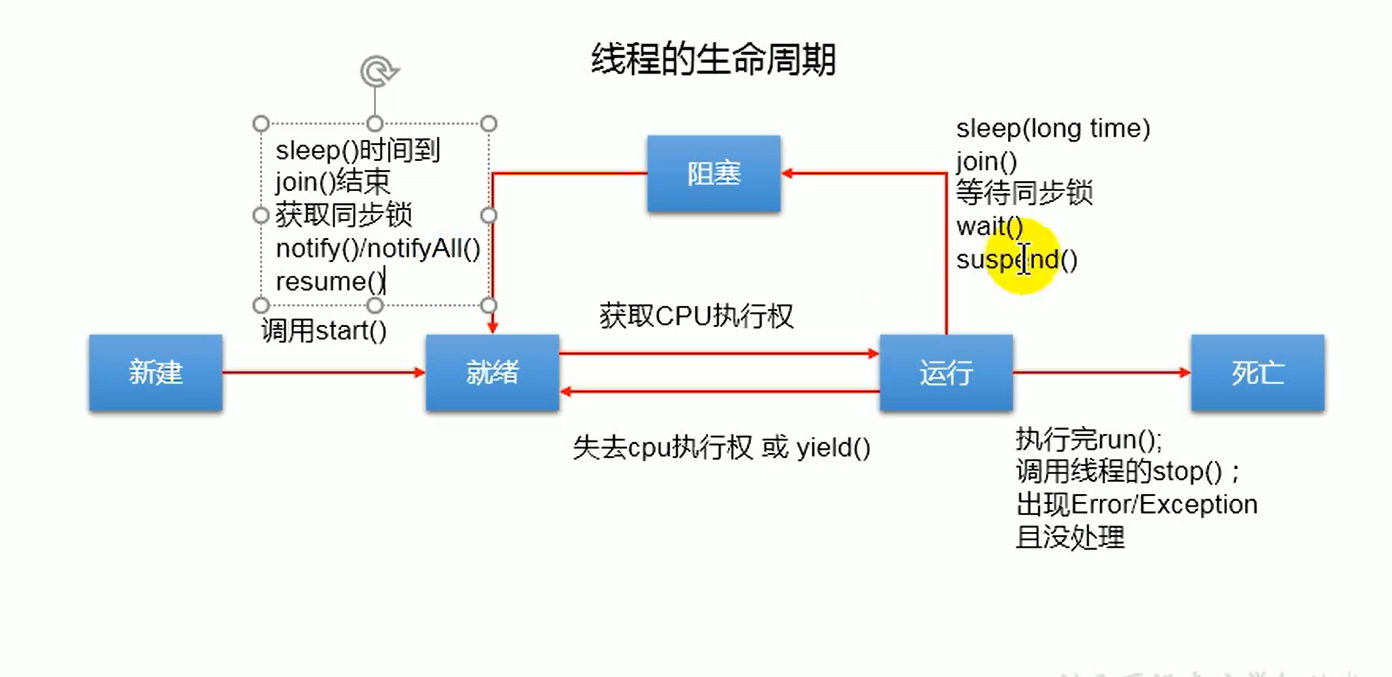 线程的生命周期
sleep()时间到
join()结束
获取同步锁
notify()/notifyAll()
resume()
调用start()
阻塞
sleep(long time)
join()
等待同步锁
wait()
suspend()
获取CPU执行权
新建
就绪
运行
死亡
失去cpu执行权 或 yield()
执行完run();
调用线程的stop()；
出现Error/Exception
且没处理